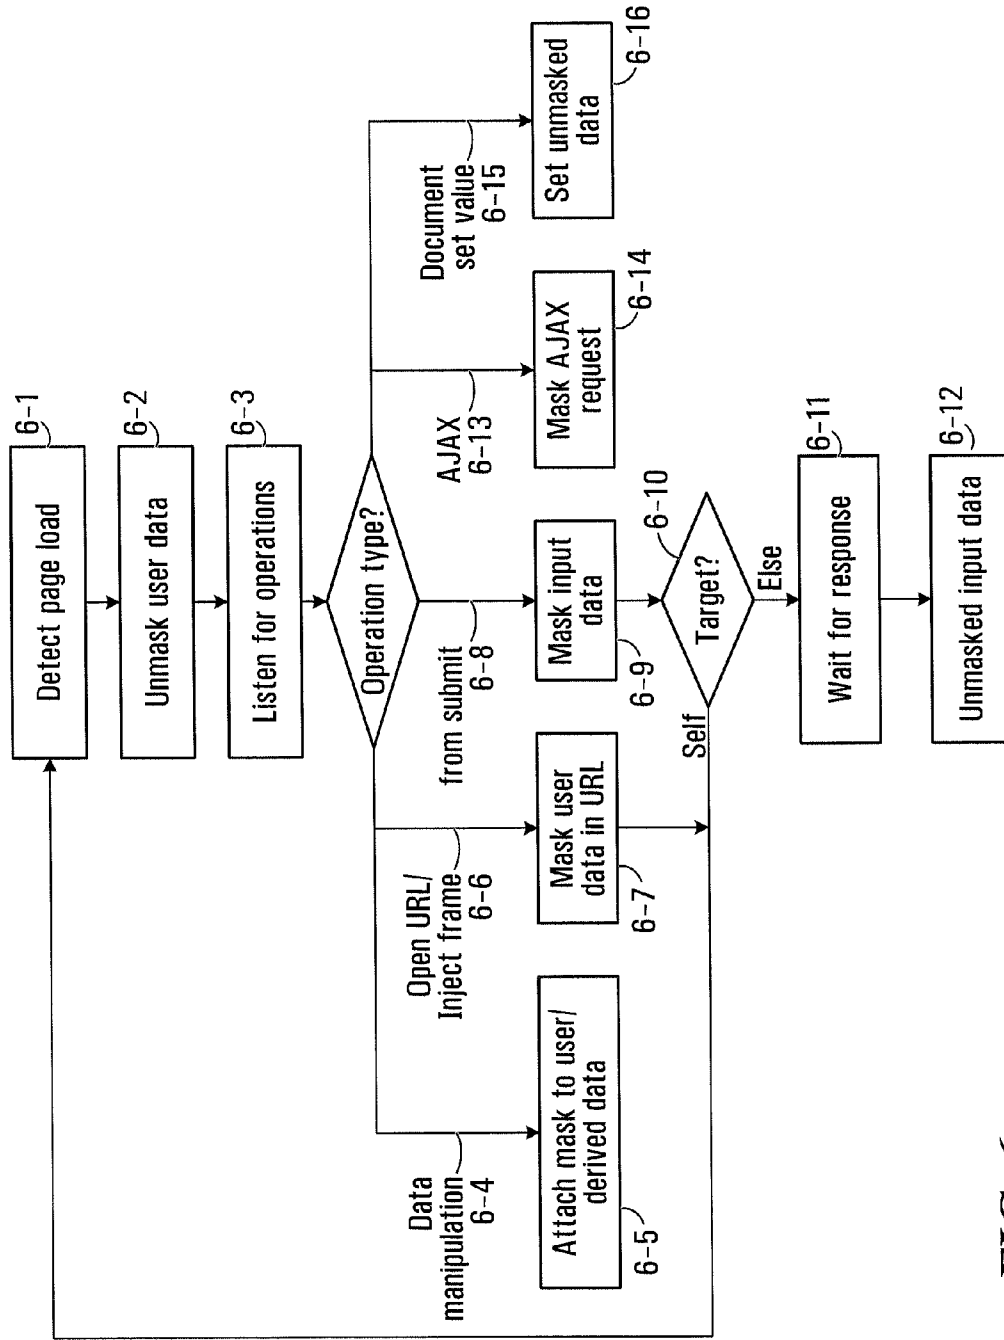 6-1
Detect page load
6-2
Unmask user data
6-3
Listen for operations
Operation type?
Data
manipulation
6-4
Open URL/
Inject frame
6-6
from submit
6-8
AJAX
6-13
Document
set value
6-15
Attach mask to user/
derived data
6-5
Mask user
data in URL
6-7
Mask input
data
6-9
Mask AJAX
request
6-14
Set unmasked
data
6-16
Target?
6-10
Self
Else
Wait for response
6-11
Unmasked input data
6-12